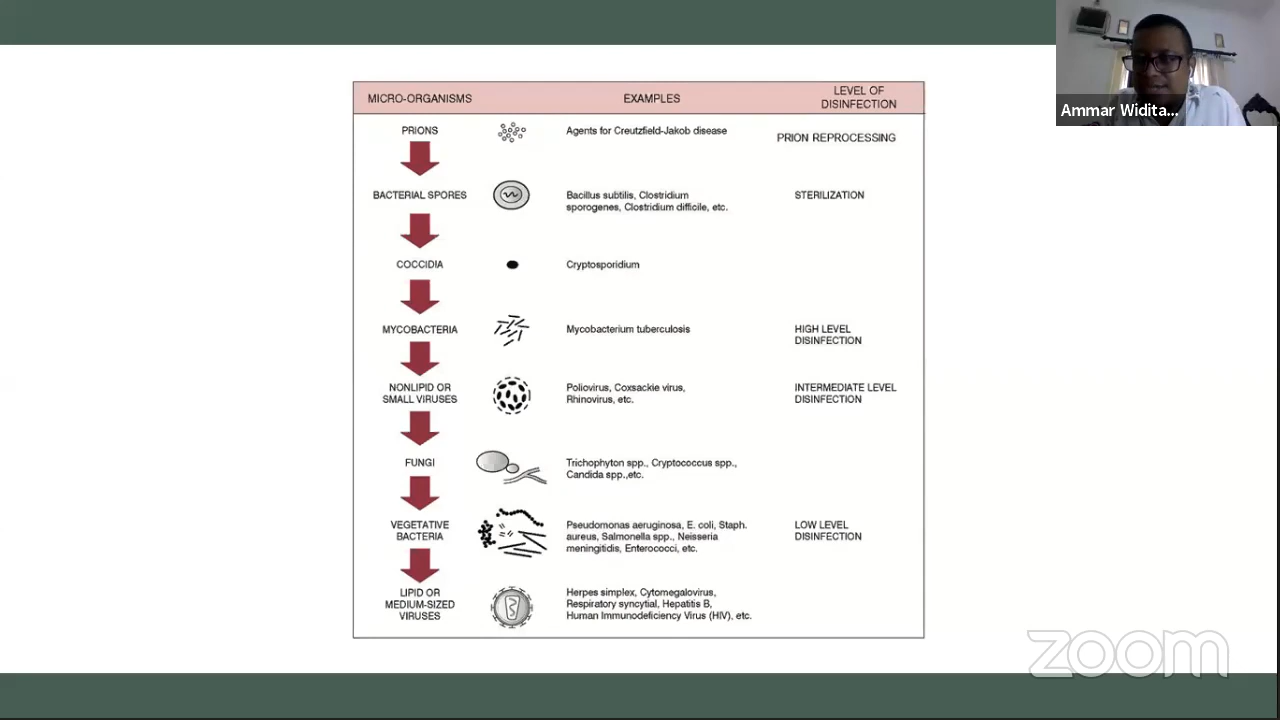 Ammar Widita...
MICRO-ORGANISMS
EXAMPLES
LEVEL OF
DISINFECTION
PRIONS
Agents for Creutzfield-Jakob disease
PRION REPROCESSING
BACTERIAL SPORES
Bacillus subtilis, Clostridium
sporogenes, Clostridium difficile, etc.
STERILIZATION
COCCIDIA
Cryptosporidium
MYCOBACTERIA
Mycobacterium tuberculosis
HIGH LEVEL
DISINFECTION
NONLIPID OR
SMALL VIRUSES
Poliovirus, Coxsackie virus,
Rhinovirus, etc.
INTERMEDIATE LEVEL
DISINFECTION
FUNGI
Trichophyton spp., Cryptococcus spp.,
Candida spp.,etc.
VEGETATIVE
BACTERIA
Pseudomonas aeruginosa, E. coli, Staph.
aureus, Salmonella spp., Neisseria
meningitidis, Enterococci, etc.
LOW LEVEL
DISINFECTION
LIPID OR
MEDIUM-SIZED
VIRUSES
Herpes simplex, Cytomegalovirus,
Respiratory syncytial, Hepatitis B,
Human Immunodeficiency Virus (HIV), etc.
zoom